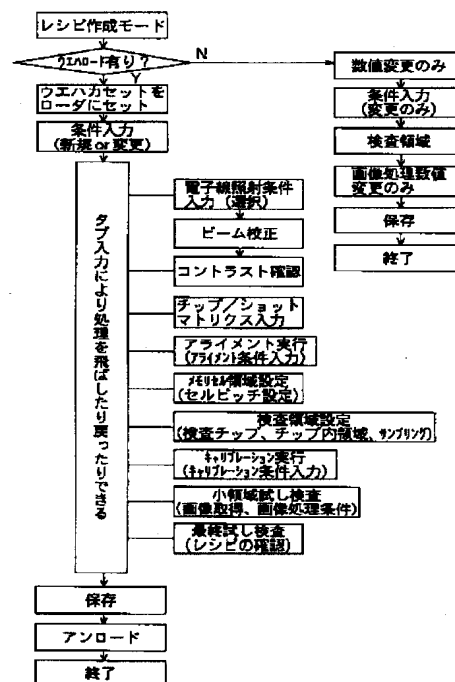 レシピ作成モード
ウエハロード有り?
N
Y
ウエハカセットを
ローダにセット
条件入力
(新規or変更)
タブ入力により処理を飛ばしたり戻ったりできる
電子線照射条件
入力(選択)
ビーム校正
コントラスト確認
チップ/ショット
マトリクス入力
アライメント実行
(アライメント条件入力)
メモリセル領域設定
(セルピッチ設定)
検査領域設定
(検査チップ、チップ内領域、サンプリング)
キャリブレーション実行
(キャリブレーション条件入力)
小領域試し検査
(画像取得、画像処理条件)
最終試し検査
(レシピの確認)
保存
アンロード
終了
数値変更のみ
条件入力
(変更のみ)
検査領域
画像処理数値
変更のみ
保存
終了